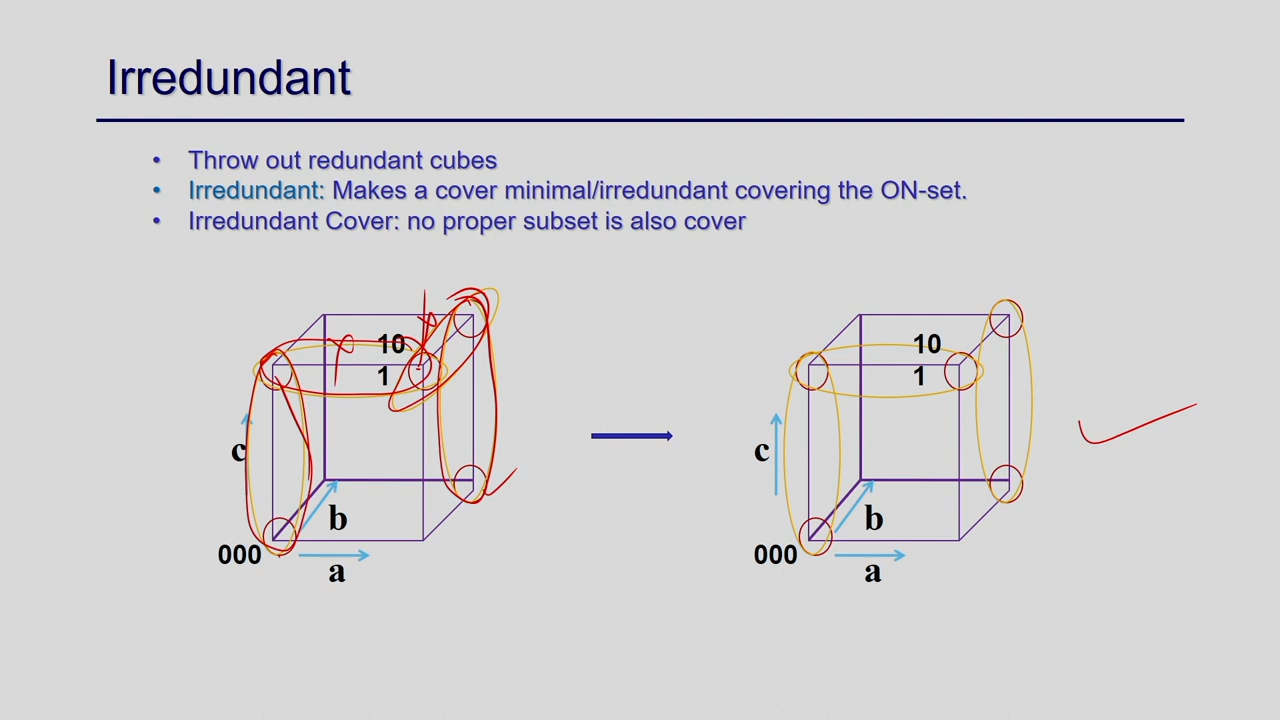 Irredundant
• Throw out redundant cubes
• Irredundant: Makes a cover minimal/irredundant covering the ON-set.
• Irredundant Cover: no proper subset is also cover
10
1
c
b
000
a
10
1
c
b
000
a